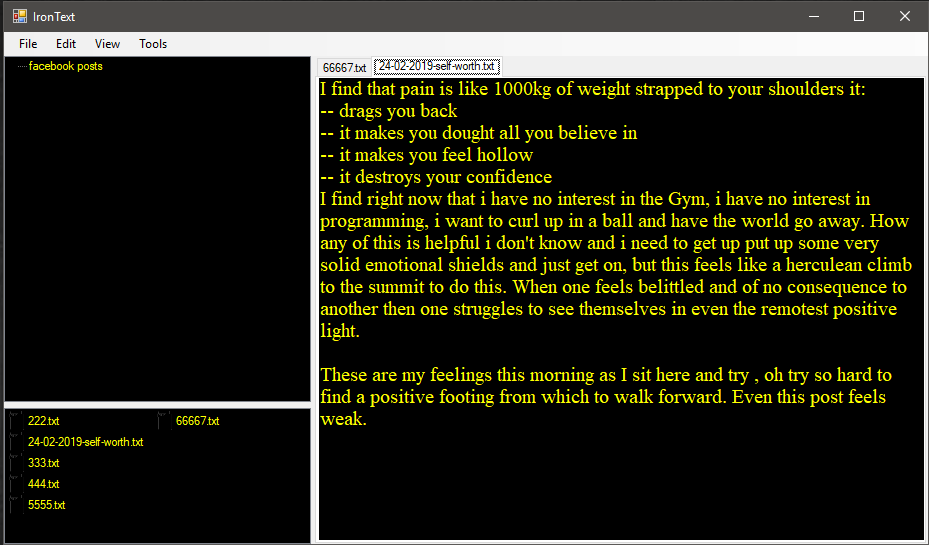 IronText
File Edit View Tools
facebook posts
66667.txt 24-02-2019-self-worth.txt
I find that pain is like 1000kg of weight strapped to your shoulders it:
-- drags you back
-- it makes you dought all you believe in
-- it makes you feel hollow
-- it destroys your confidence
I find right now that i have no interest in the Gym, i have no interest in
programming, i want to curl up in a ball and have the world go away. How
any of this is helpful i don't know and i need to get up put up some very
solid emotional shields and just get on, but this feels like a herculean climb
to the summit to do this. When one feels belittled and of no consequence to
another then one struggles to see themselves in even the remotest positive
light.
These are my feelings this morning as I sit here and try , oh try so hard to
find a positive footing from which to walk forward. Even this post feels
weak.
222.txt 66667.txt
24-02-2019-self-worth.txt
333.txt
444.txt
5555.txt